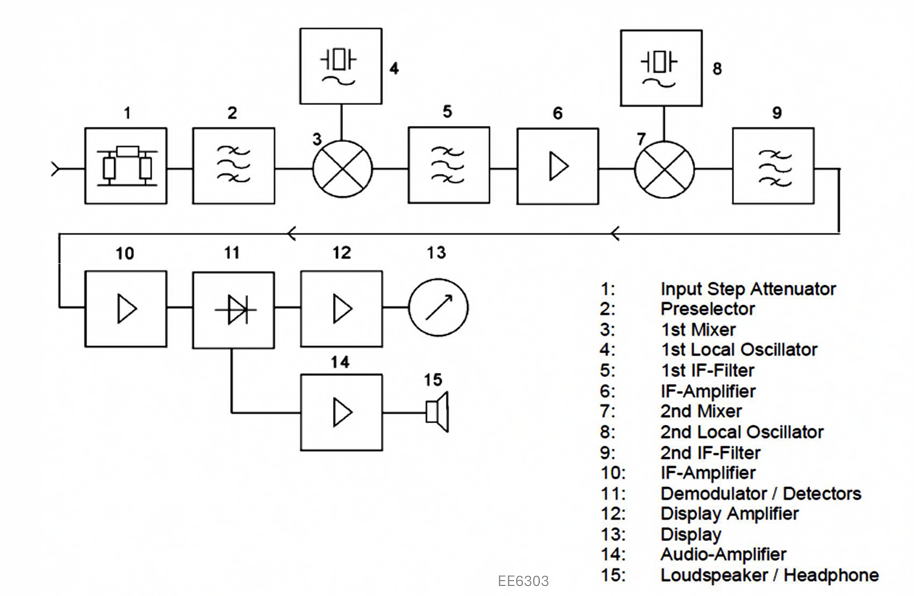 4
8
1
2
3
5
6
7
9
10
11
12
13
14
15
1: Input Step Attenuator
2: Preselector
3: 1st Mixer
4: 1st Local Oscillator
5: 1st IF-Filter
6: IF-Amplifier
7: 2nd Mixer
8: 2nd Local Oscillator
9: 2nd IF-Filter
10: IF-Amplifier
11: Demodulator / Detectors
12: Display Amplifier
13: Display
14: Audio-Amplifier
15: Loudspeaker / Headphone
EE6303